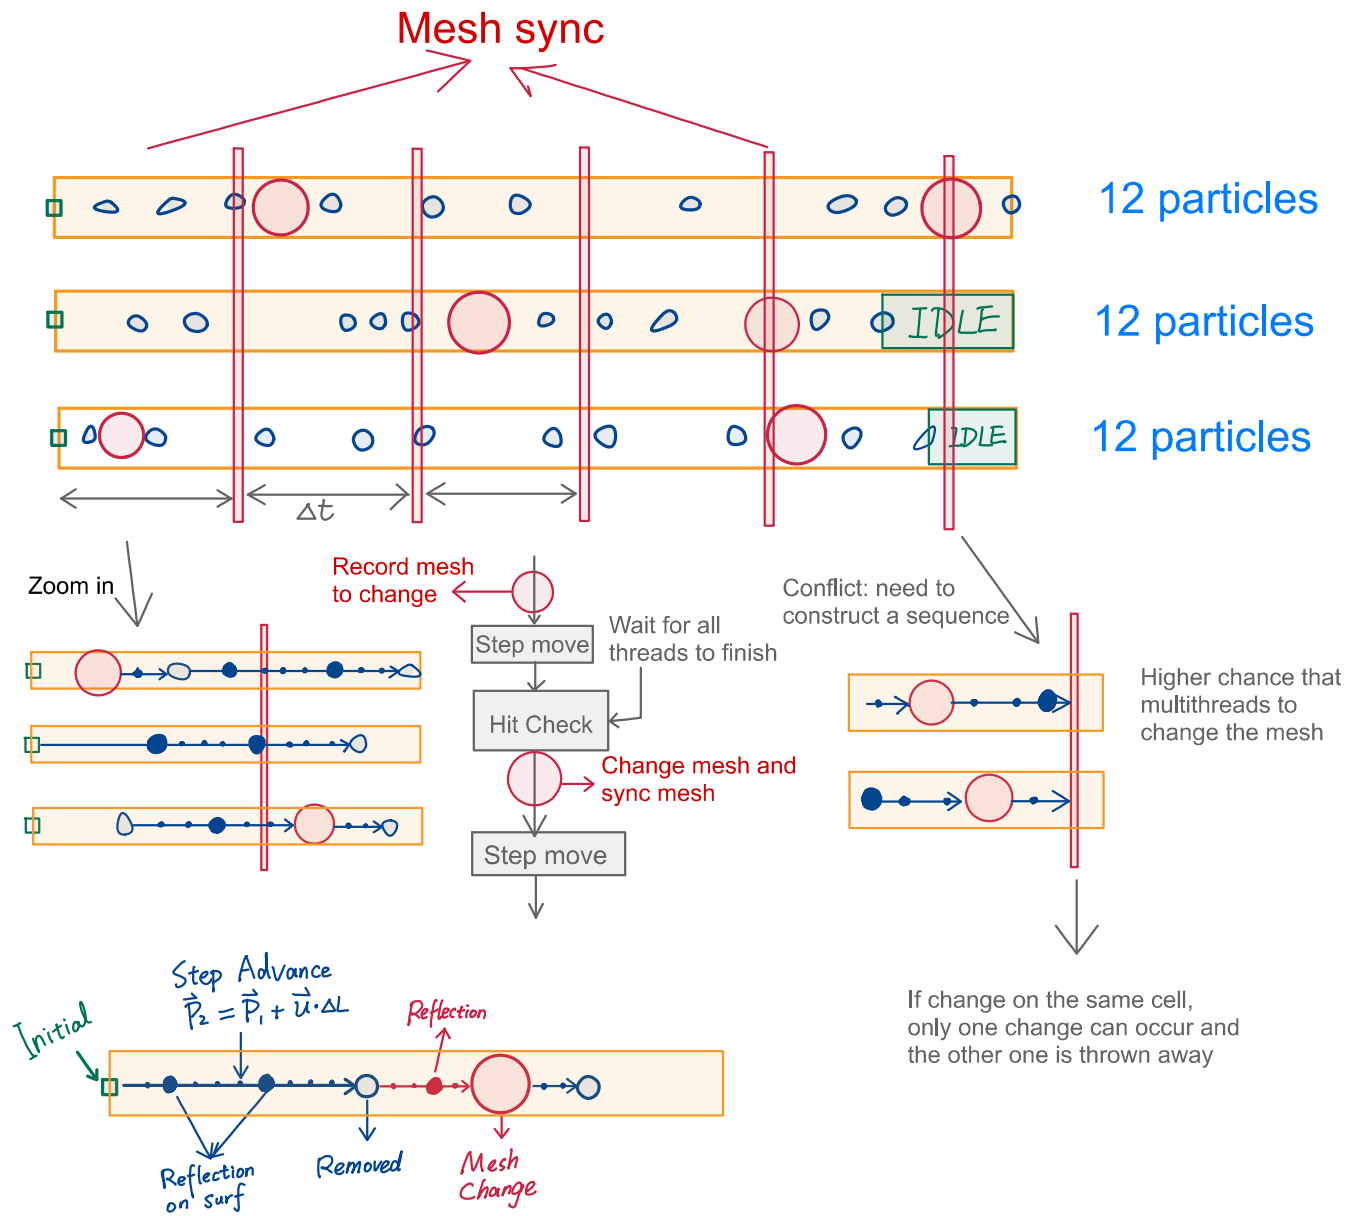 Mesh sync
12 particles
IDLE
12 particles
IDLE
12 particles
Δt
Zoom in
Record mesh
to change
Step move
Wait for all
threads to finish
Hit Check
Change mesh and
sync mesh
Step move
Conflict: need to
construct a sequence
Higher chance that
multithreads to
change the mesh
If change on the same cell,
only one change can occur and
the other one is thrown away
Step Advance
P⃗₂ = P⃗₁ + u⃗·ΔL
Initial
Reflection
Reflection
on surf
Removed
Mesh
Change